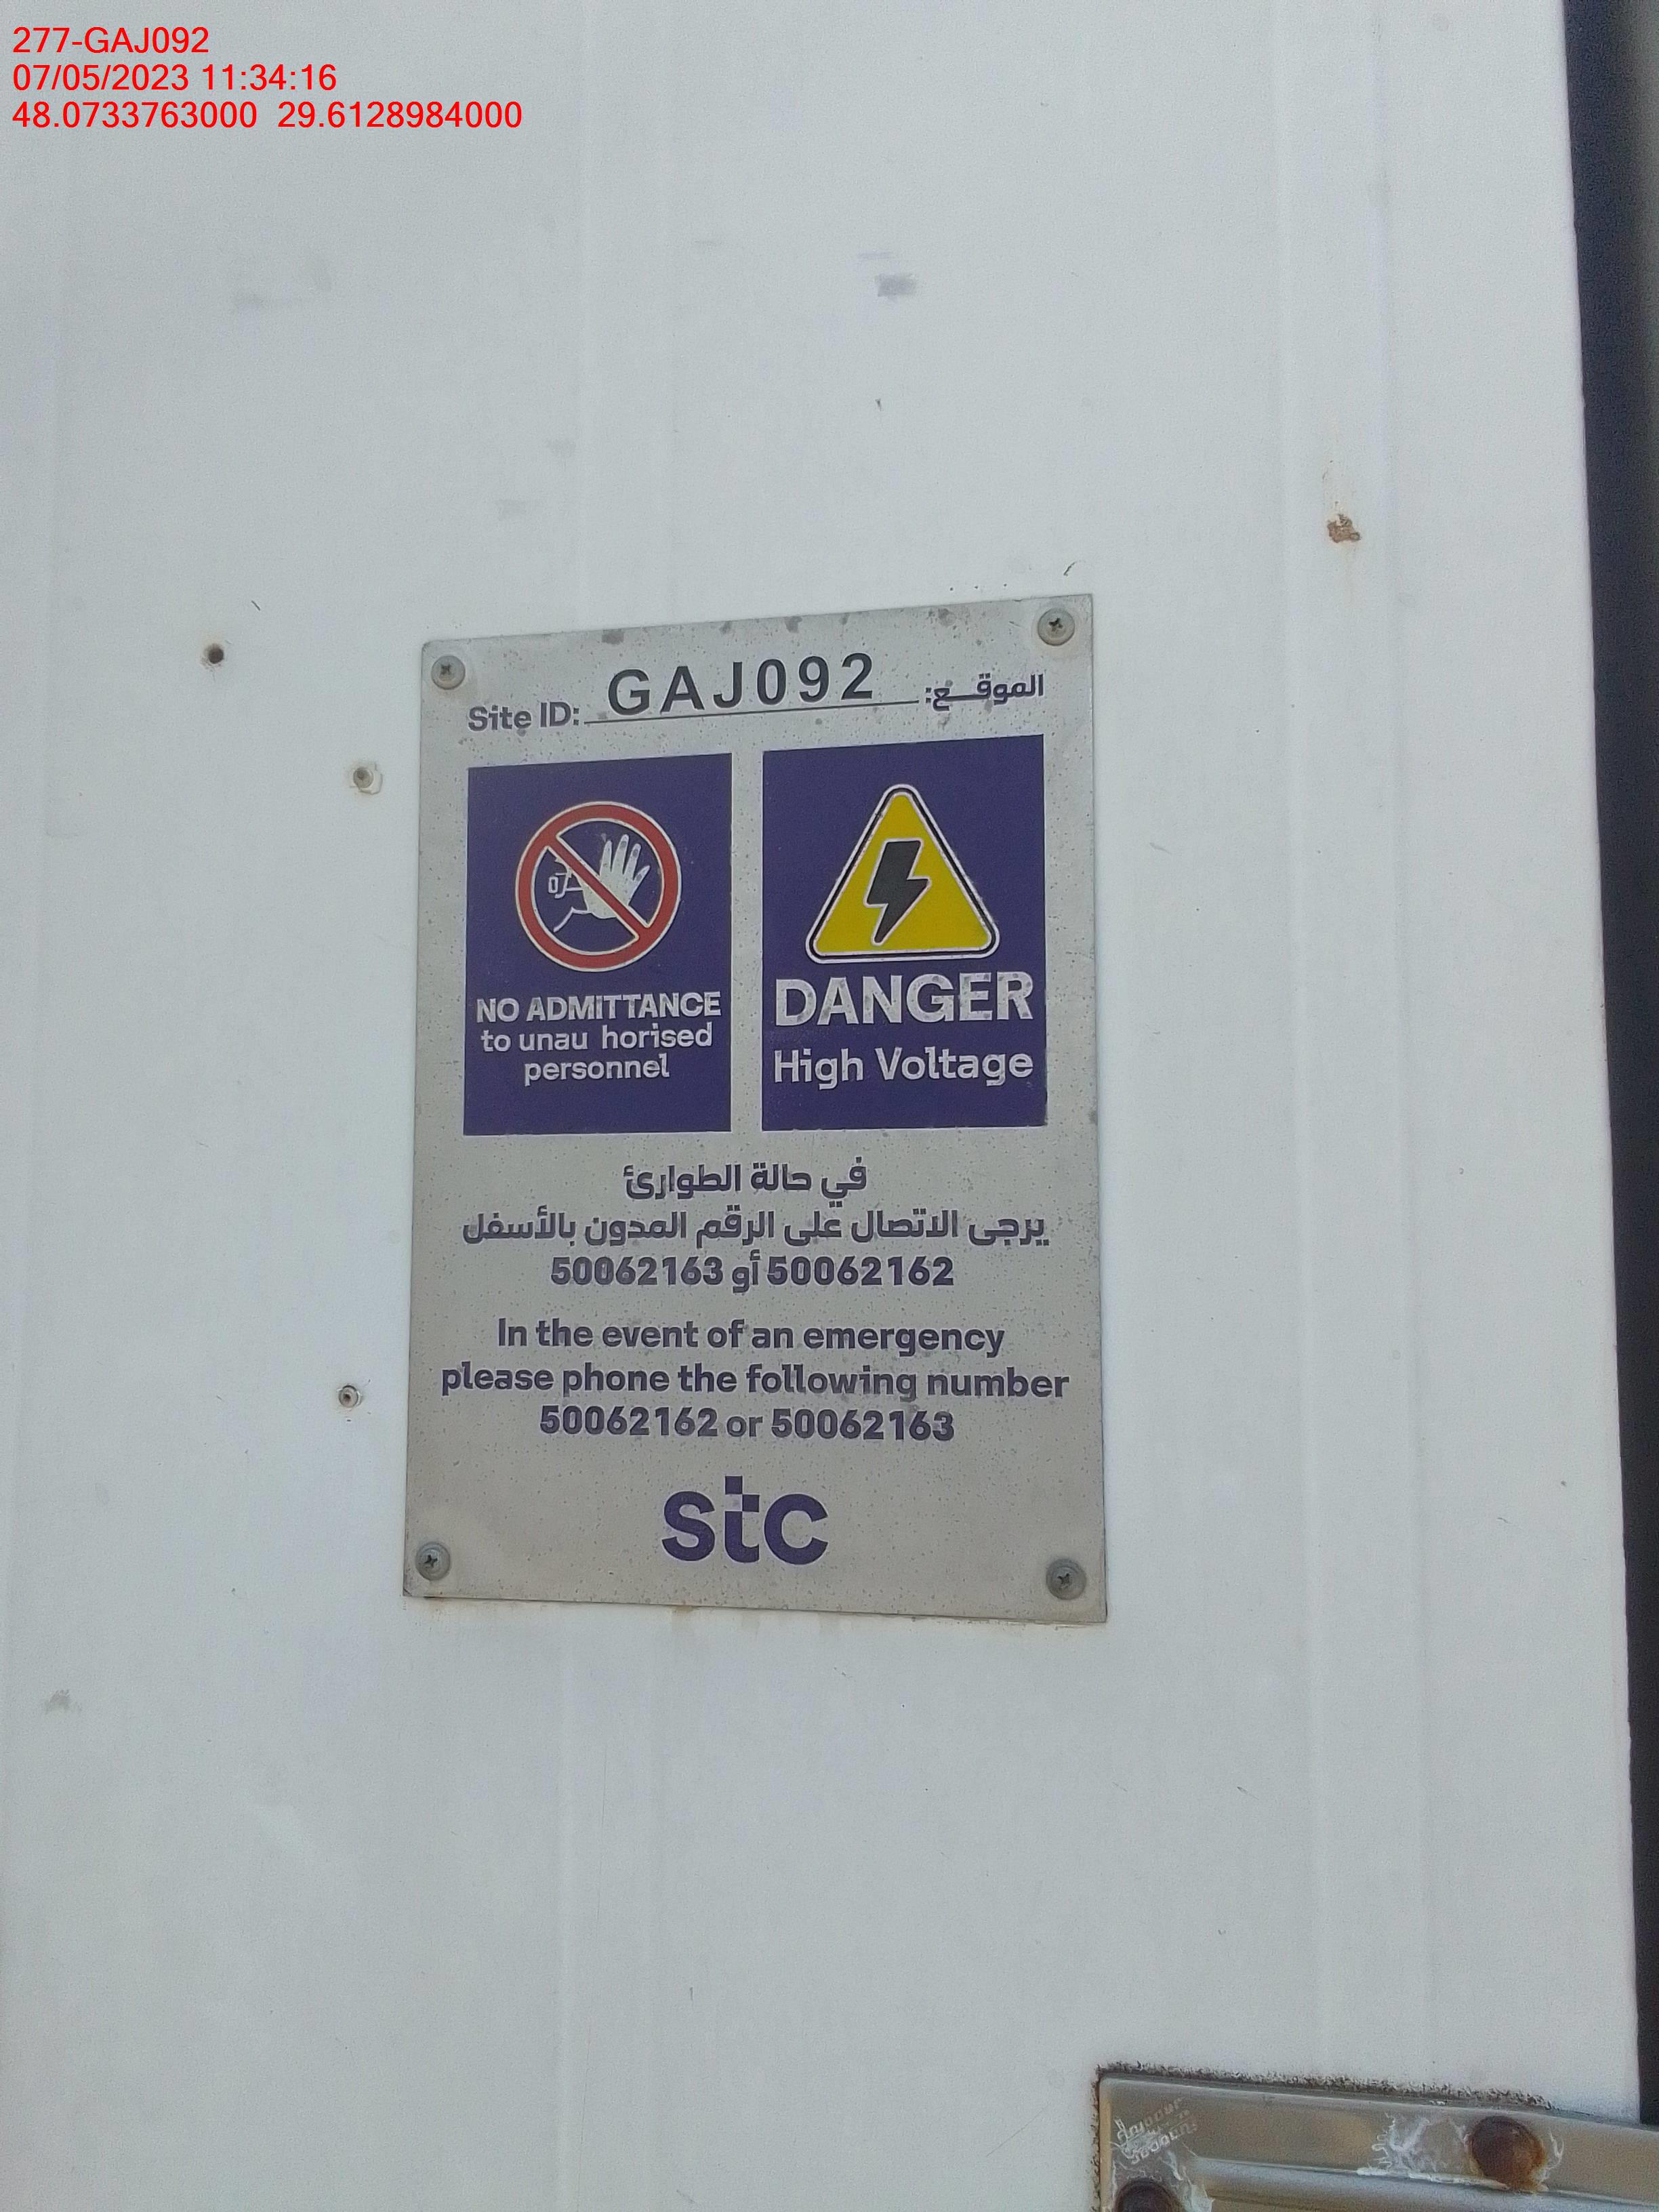 277-GAJ092
07/05/2023 11:34:16
48.0733763000 29.6128984000
Site ID: GAJ092 الموقـــع:
NO ADMITTANCE
to unau horised
personnel
DANGER
High Voltage
في حالة الطوارئ
يرجى الاتصال على الرقم المدون بالأسفل
50062162 أو 50062163
In the event of an emergency
please phone the following number
50062162 or 50062163
stc